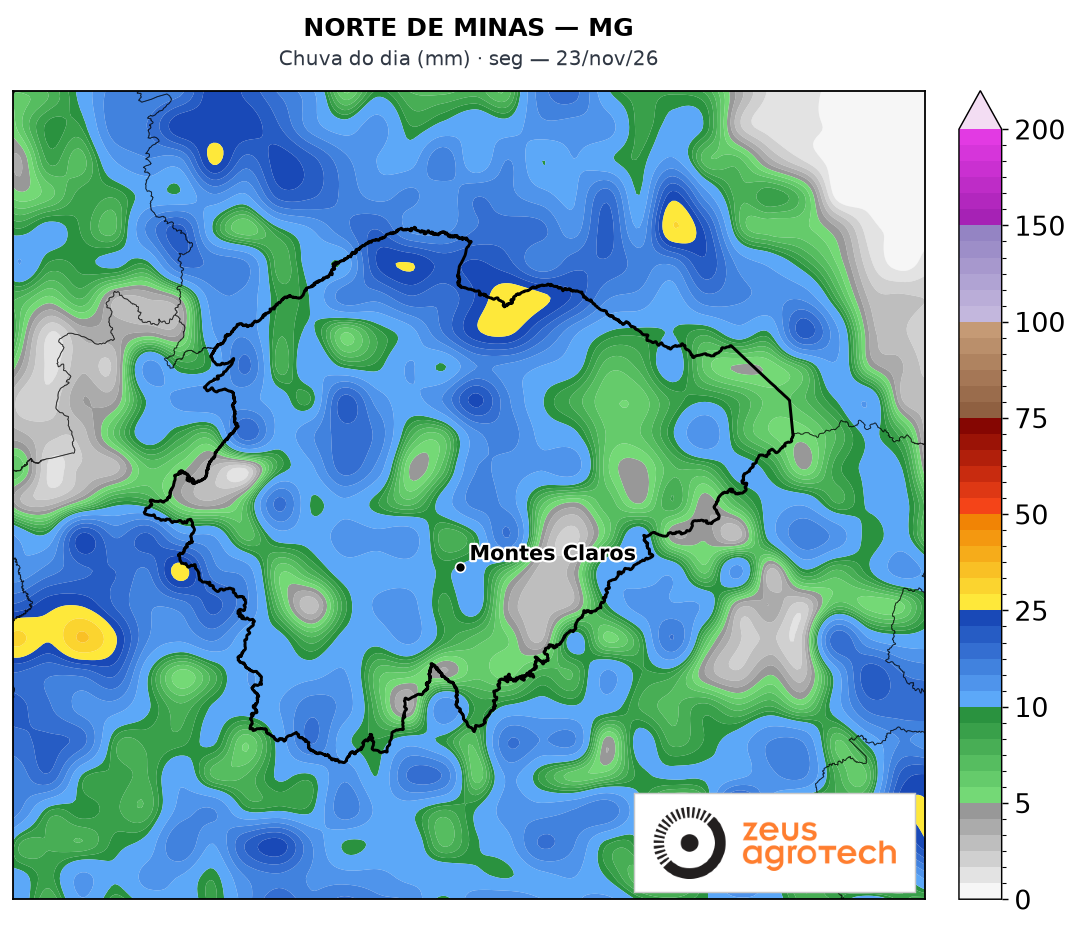 NORTE DE MINAS — MG
Chuva do dia (mm) · seg — 23/nov/26
200
150
100
75
50
25
10
5
0
Montes Claros
zeus
agrotech